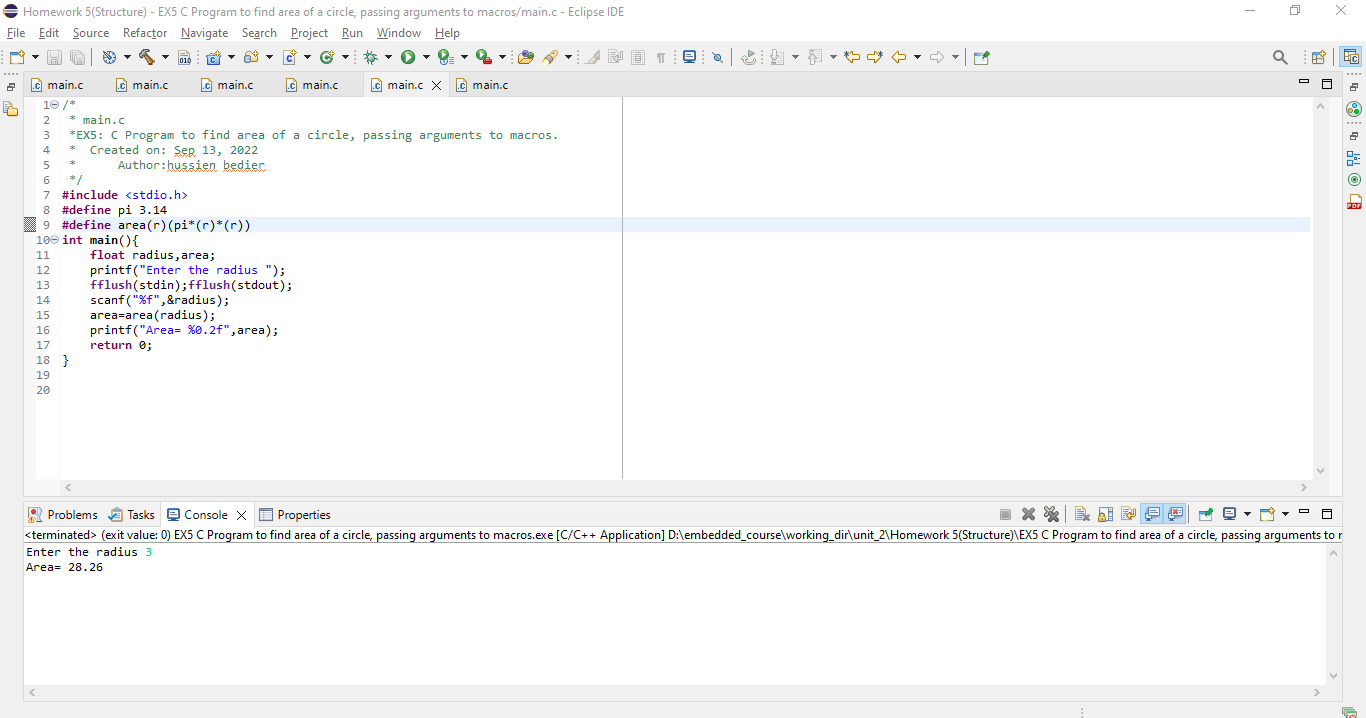 Homework 5(Structure) - EX5 C Program to find area of a circle, passing arguments to macros/main.c - Eclipse IDE
File Edit Source Refactor Navigate Search Project Run Window Help
main.c main.c main.c main.c main.c main.c
1 /*
2 * main.c
3 *EX5: C Program to find area of a circle, passing arguments to macros.
4 * Created on: Sep 13, 2022
5 * Author:hussien bedier
6 */
7 #include <stdio.h>
8 #define pi 3.14
9 #define area(r)(pi*(r)*(r))
10 int main(){
11 float radius,area;
12 printf("Enter the radius ");
13 fflush(stdin);fflush(stdout);
14 scanf("%f",&radius);
15 area=area(radius);
16 printf("Area= %0.2f",area);
17 return 0;
18 }
19
20
Problems Tasks Console Properties
<terminated> (exit value: 0) EX5 C Program to find area of a circle, passing arguments to macros.exe [C/C++ Application] D:\embedded_course\working_dir\unit_2\Homework 5(Structure)\EX5 C Program to find area of a circle, passing arguments to r
Enter the radius 3
Area= 28.26